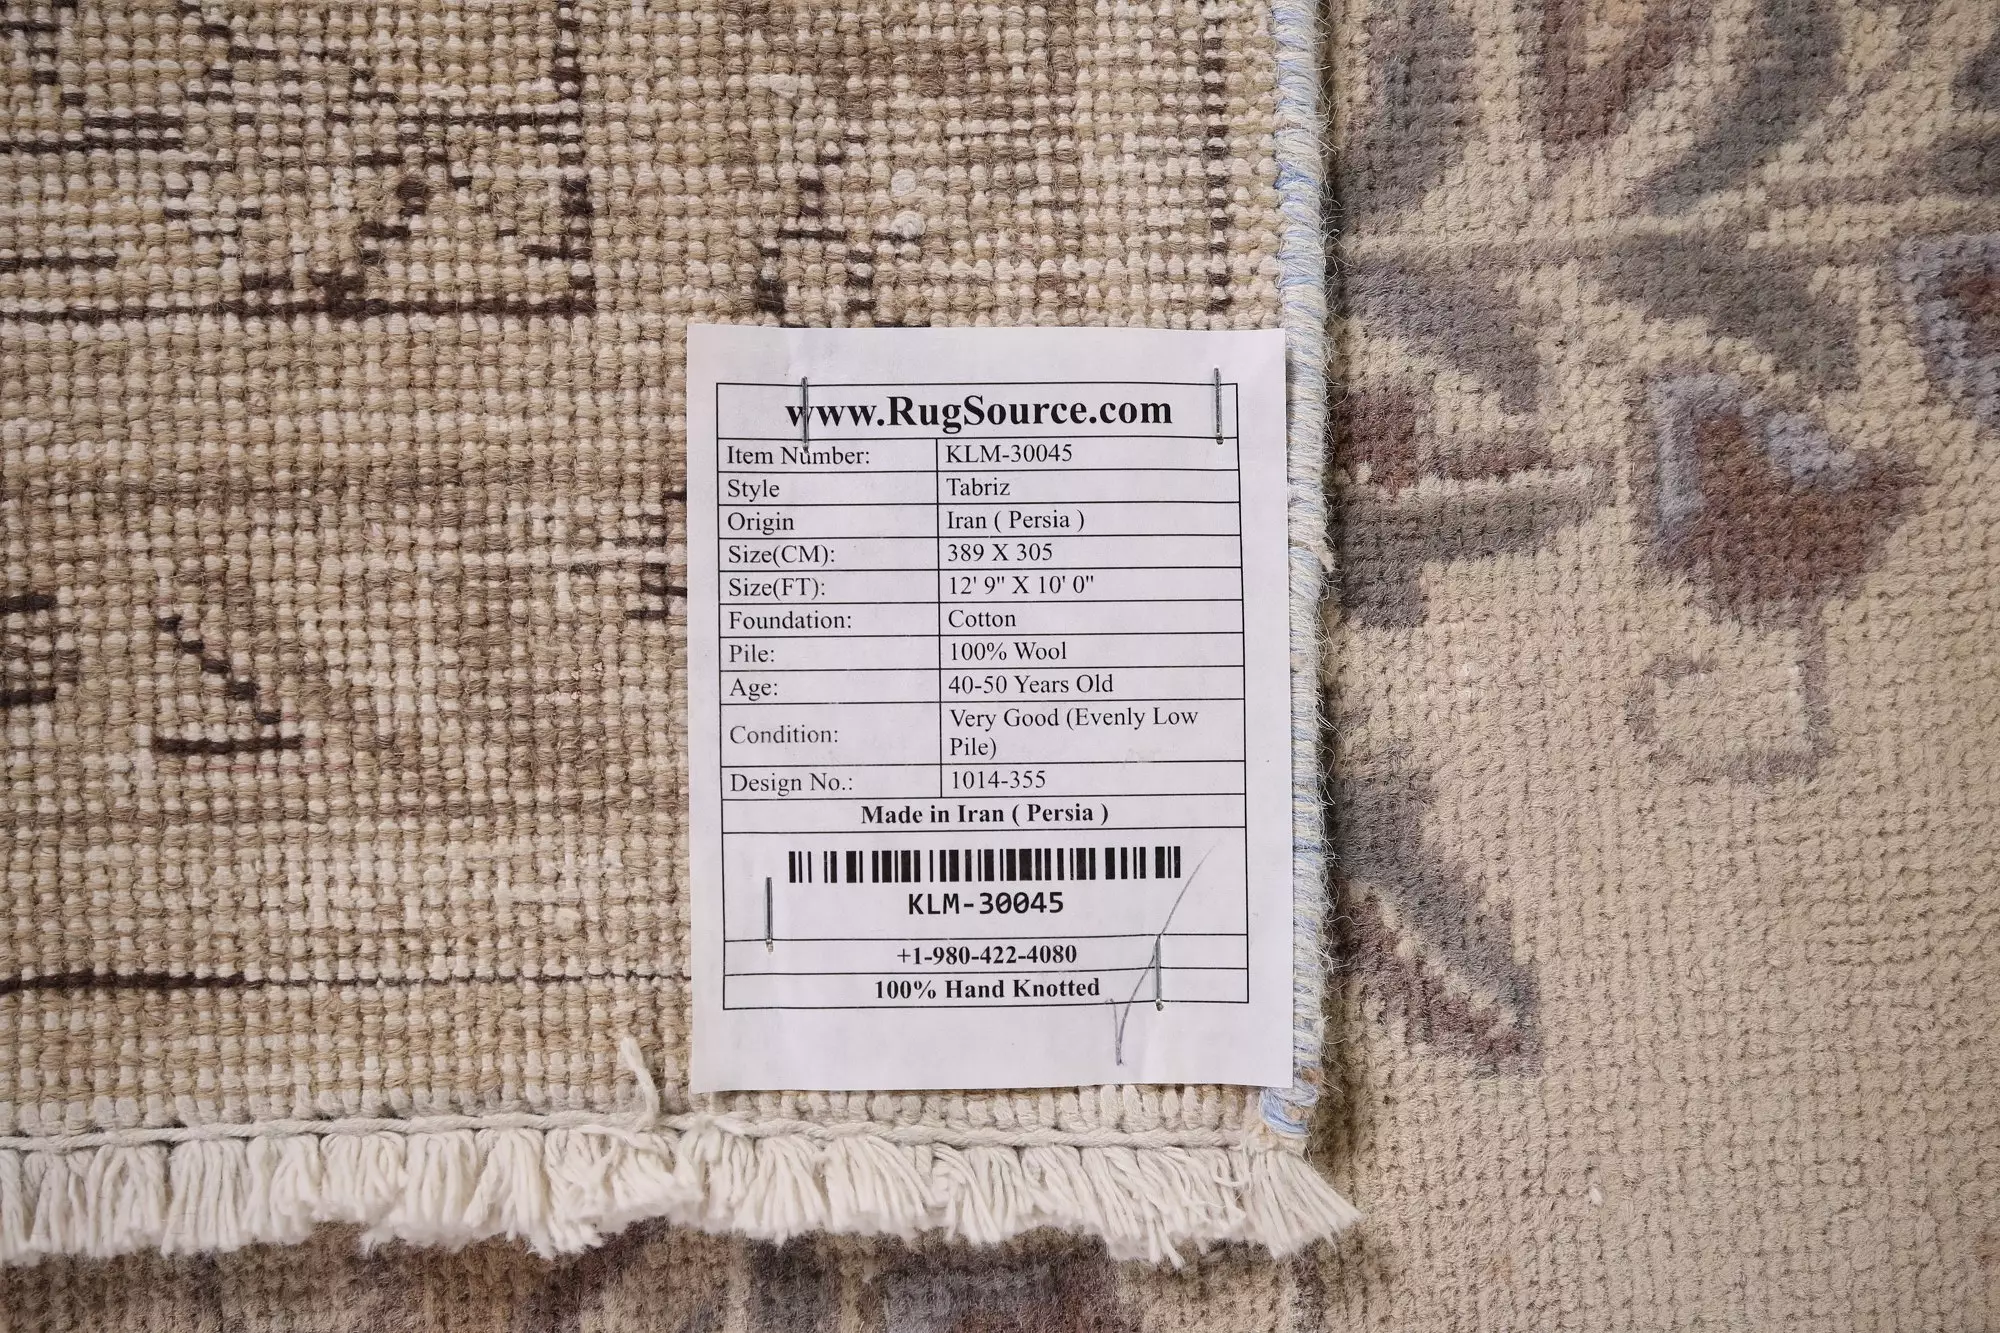 www.RugSource.com
Item Number: KLM-30045
Style Tabriz
Origin Iran ( Persia )
Size(CM): 389 X 305
Size(FT): 12' 9" X 10' 0"
Foundation: Cotton
Pile: 100% Wool
Age: 40-50 Years Old
Condition: Very Good (Evenly Low
Pile)
Design No.: 1014-355
Made in Iran ( Persia )
KLM-30045
+1-980-422-4080
100% Hand Knotted